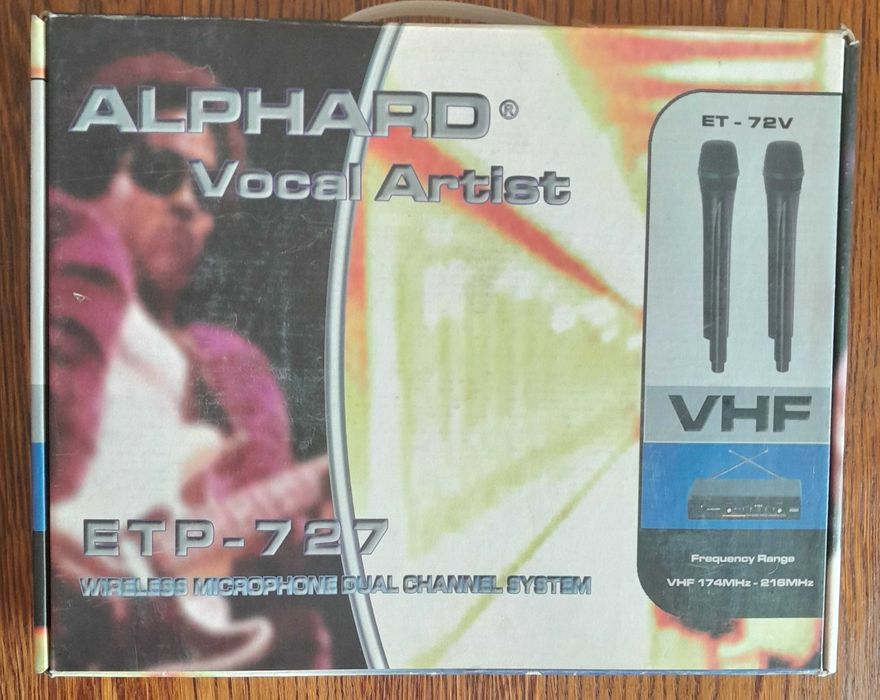 ALPHARD®
Vocal Artist
ET - 72V
VHF
Frequency Range
VHF 174MHz - 216MHz
ETP-727
WIRELESS MICROPHONE DUAL CHANNEL SYSTEM